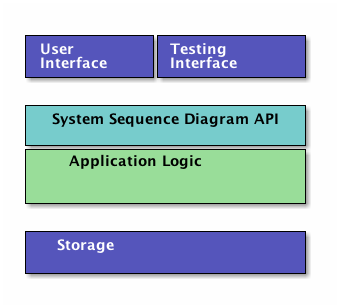 User
Interface
Testing
Interface
System Sequence Diagram API
Application Logic
Storage